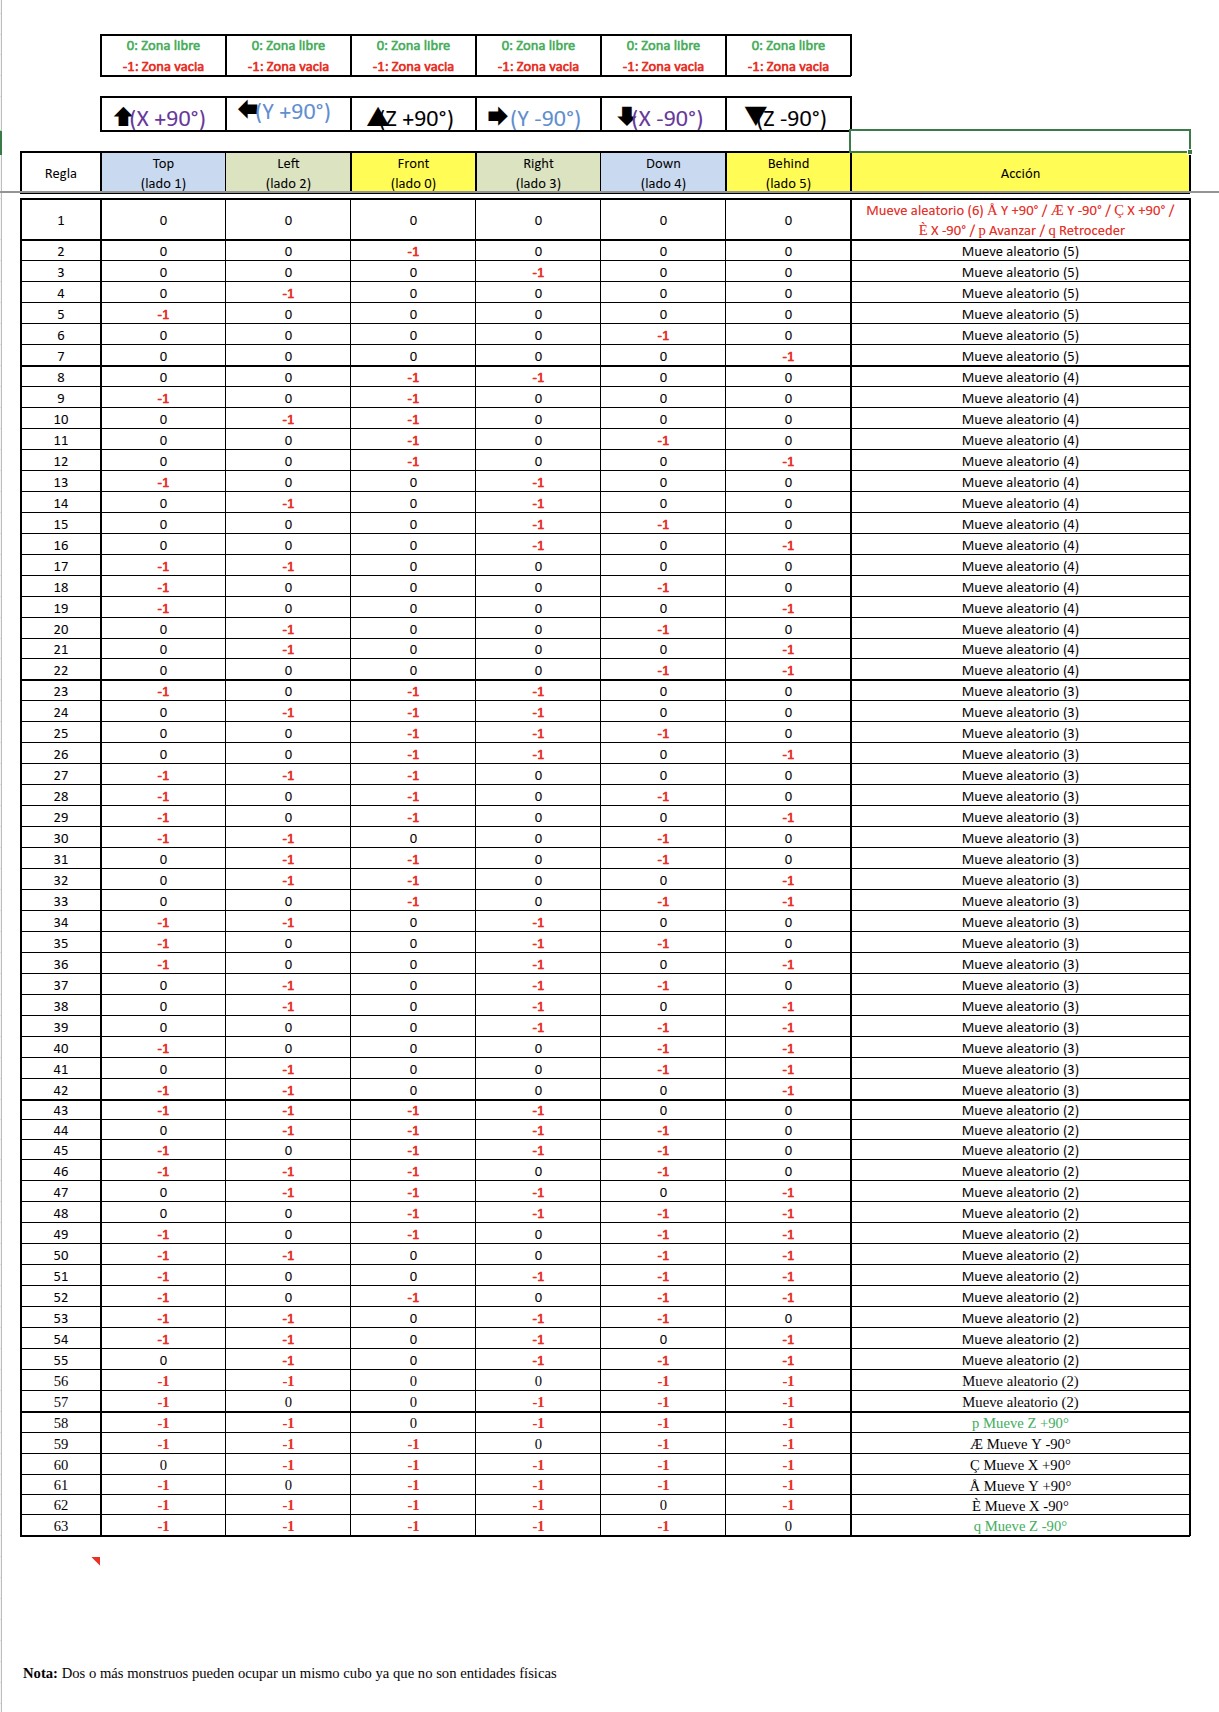 0: Zona libre 0: Zona libre 0: Zona libre 0: Zona libre 0: Zona libre 0: Zona libre
-1: Zona vacIa -1: Zona vacIa -1: Zona vacIa -1: Zona vacIa -1: Zona vacIa -1: Zona vacIa
(X +90°) (Y +90°) (Z +90°) (Y -90°) (X -90°) (Z -90°)
Regla Top Left Front Right Down Behind Acción
(lado 1) (lado 2) (lado 0) (lado 3) (lado 4) (lado 5)
1 0 0 0 0 0 0 Mueve aleatorio (6) Å Y +90° / Æ Y -90° / Ç X +90° /
È X -90° / p Avanzar / q Retroceder
2 0 0 -1 0 0 0 Mueve aleatorio (5)
3 0 0 0 -1 0 0 Mueve aleatorio (5)
4 0 -1 0 0 0 0 Mueve aleatorio (5)
5 -1 0 0 0 0 0 Mueve aleatorio (5)
6 0 0 0 0 -1 0 Mueve aleatorio (5)
7 0 0 0 0 0 -1 Mueve aleatorio (5)
8 0 0 -1 -1 0 0 Mueve aleatorio (4)
9 -1 0 -1 0 0 0 Mueve aleatorio (4)
10 0 -1 -1 0 0 0 Mueve aleatorio (4)
11 0 0 -1 0 -1 0 Mueve aleatorio (4)
12 0 0 -1 0 0 -1 Mueve aleatorio (4)
13 -1 0 0 -1 0 0 Mueve aleatorio (4)
14 0 -1 0 -1 0 0 Mueve aleatorio (4)
15 0 0 0 -1 -1 0 Mueve aleatorio (4)
16 0 0 0 -1 0 -1 Mueve aleatorio (4)
17 -1 -1 0 0 0 0 Mueve aleatorio (4)
18 -1 0 0 0 -1 0 Mueve aleatorio (4)
19 -1 0 0 0 0 -1 Mueve aleatorio (4)
20 0 -1 0 0 -1 0 Mueve aleatorio (4)
21 0 -1 0 0 0 -1 Mueve aleatorio (4)
22 0 0 0 0 -1 -1 Mueve aleatorio (4)
23 -1 0 -1 -1 0 0 Mueve aleatorio (3)
24 0 -1 -1 -1 0 0 Mueve aleatorio (3)
25 0 0 -1 -1 -1 0 Mueve aleatorio (3)
26 0 0 -1 -1 0 -1 Mueve aleatorio (3)
27 -1 -1 -1 0 0 0 Mueve aleatorio (3)
28 -1 0 -1 0 -1 0 Mueve aleatorio (3)
29 -1 0 -1 0 0 -1 Mueve aleatorio (3)
30 -1 -1 0 0 -1 0 Mueve aleatorio (3)
31 0 -1 -1 0 -1 0 Mueve aleatorio (3)
32 0 -1 -1 0 0 -1 Mueve aleatorio (3)
33 0 0 -1 0 -1 -1 Mueve aleatorio (3)
34 -1 -1 0 -1 0 0 Mueve aleatorio (3)
35 -1 0 0 -1 -1 0 Mueve aleatorio (3)
36 -1 0 0 -1 0 -1 Mueve aleatorio (3)
37 0 -1 0 -1 -1 0 Mueve aleatorio (3)
38 0 -1 0 -1 0 -1 Mueve aleatorio (3)
39 0 0 0 -1 -1 -1 Mueve aleatorio (3)
40 -1 0 0 0 -1 -1 Mueve aleatorio (3)
41 0 -1 0 0 -1 -1 Mueve aleatorio (3)
42 -1 -1 0 0 0 -1 Mueve aleatorio (3)
43 -1 -1 -1 -1 0 0 Mueve aleatorio (2)
44 0 -1 -1 -1 -1 0 Mueve aleatorio (2)
45 -1 0 -1 -1 -1 0 Mueve aleatorio (2)
46 -1 -1 -1 0 -1 0 Mueve aleatorio (2)
47 0 -1 -1 -1 0 -1 Mueve aleatorio (2)
48 0 0 -1 -1 -1 -1 Mueve aleatorio (2)
49 -1 0 -1 0 -1 -1 Mueve aleatorio (2)
50 -1 -1 0 0 -1 -1 Mueve aleatorio (2)
51 -1 0 0 -1 -1 -1 Mueve aleatorio (2)
52 -1 0 -1 0 -1 -1 Mueve aleatorio (2)
53 -1 -1 0 -1 -1 0 Mueve aleatorio (2)
54 -1 -1 0 -1 0 -1 Mueve aleatorio (2)
55 0 -1 0 -1 -1 -1 Mueve aleatorio (2)
56 -1 -1 0 0 -1 -1 Mueve aleatorio (2)
57 -1 0 0 -1 -1 -1 Mueve aleatorio (2)
58 -1 -1 0 -1 -1 -1 p Mueve Z +90°
59 -1 -1 -1 0 -1 -1 Æ Mueve Y -90°
60 0 -1 -1 -1 -1 -1 Ç Mueve X +90°
61 -1 0 -1 -1 -1 -1 Å Mueve Y +90°
62 -1 -1 -1 -1 0 -1 È Mueve X -90°
63 -1 -1 -1 -1 -1 0 q Mueve Z -90°
Nota: Dos o más monstruos pueden ocupar un mismo cubo ya que no son entidades físicas